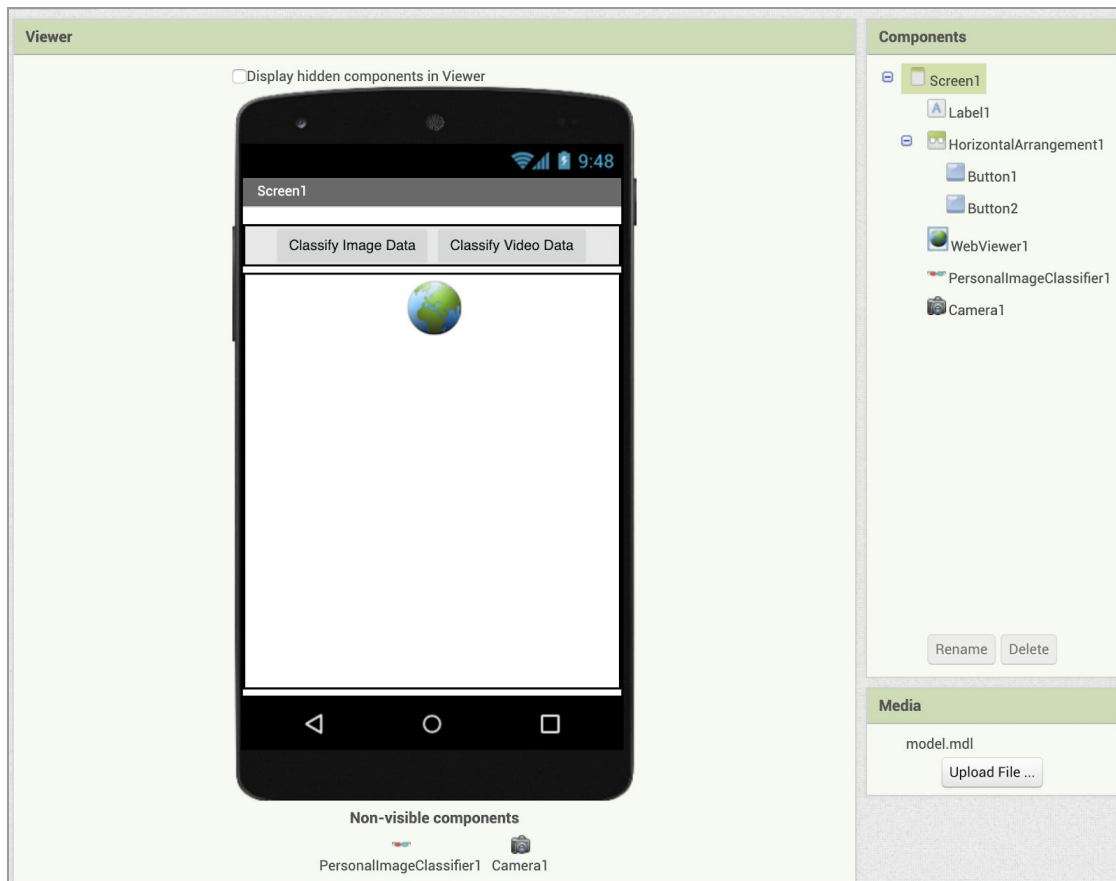 Viewer
Display hidden components in Viewer
9:48
Screen1
Classify Image Data
Classify Video Data
Non-visible components
PersonalImageClassifier1
Camera1
Components
Screen1
A
Label1
HorizontalArrangement1
Button1
Button2
WebViewer1
PersonalImageClassifier1
Camera1
Rename
Delete
Media
model.mdl
Upload File ...